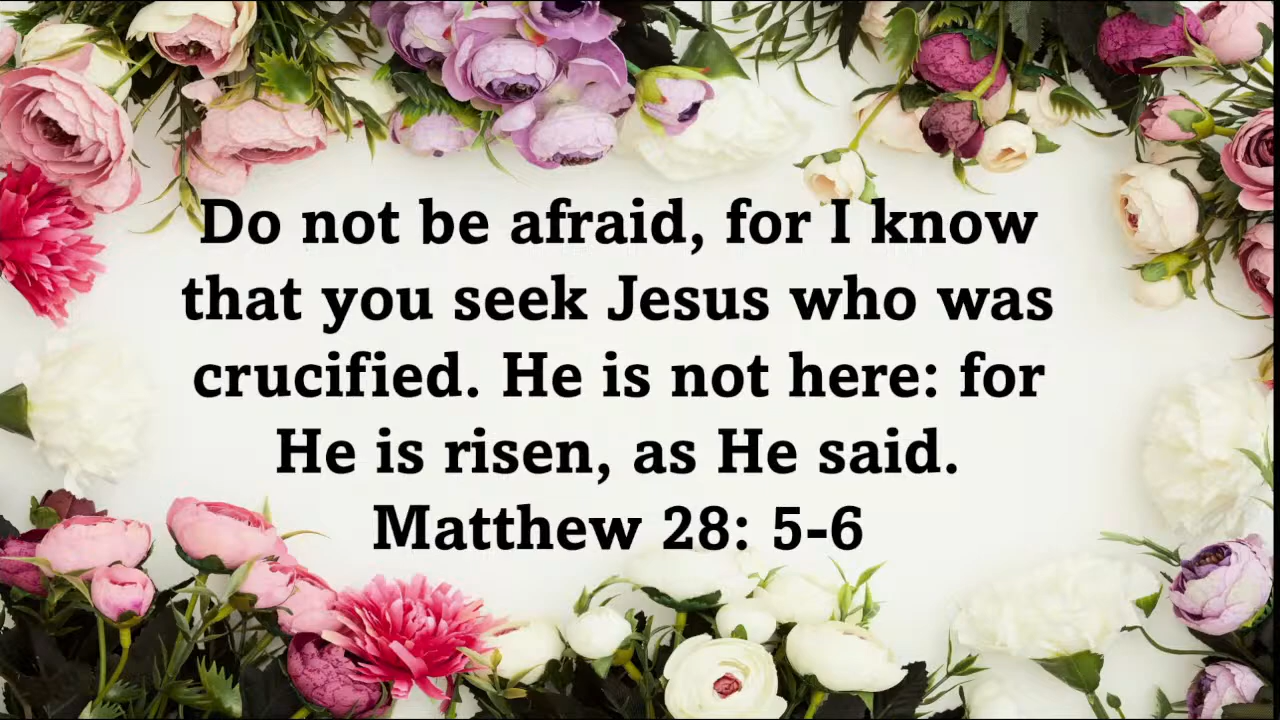 Do not be afraid, for I know
that you seek Jesus who was
crucified. He is not here: for
He is risen, as He said.
Matthew 28: 5-6